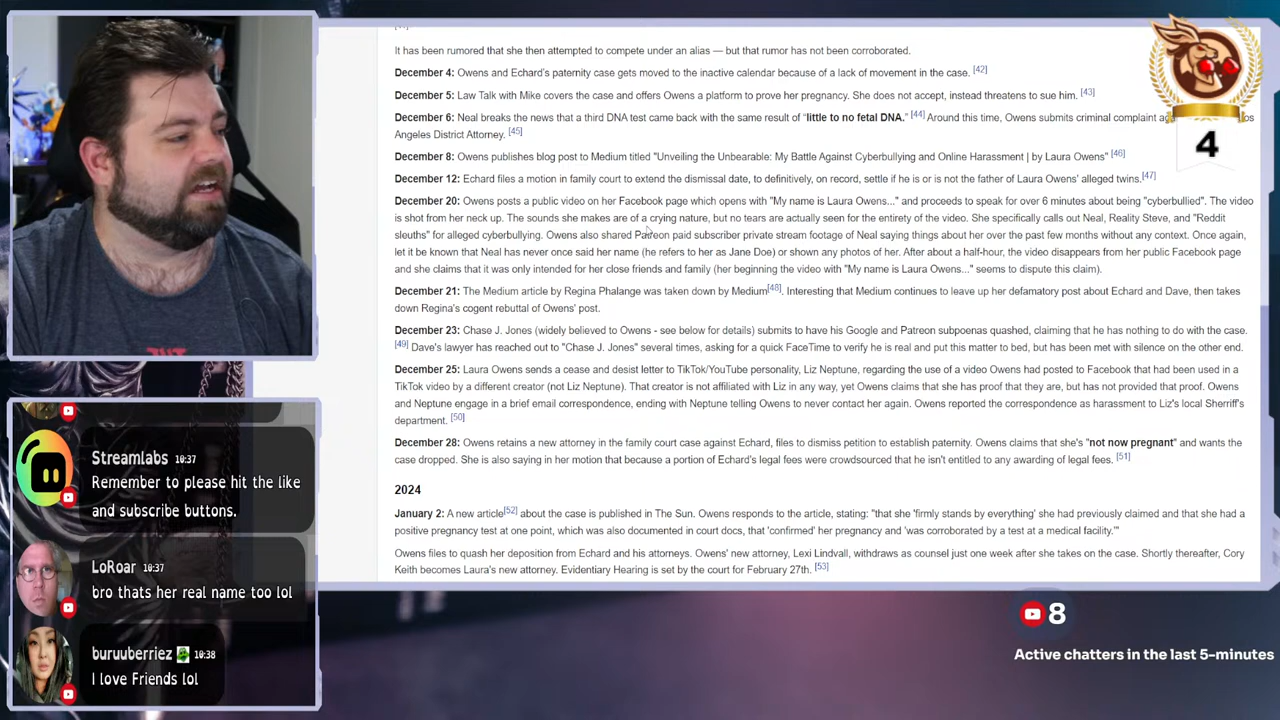 It has been rumored that she then attempted to compete under an alias — but that rumor has not been corroborated.
December 4: Owens and Echard's paternity case gets moved to the inactive calendar because of a lack of movement in the case. [42]
December 5: Law Talk with Mike covers the case and offers Owens a platform to prove her pregnancy. She does not accept, instead threatens to sue him. [43]
December 6: Neal breaks the news that a third DNA test came back with the same result of "little to no fetal DNA." [44] Around this time, Owens submits criminal complaint
Angeles District Attorney. [45]
December 8: Owens publishes blog post to Medium titled "Unveiling the Unbearable: My Battle Against Cyberbullying and Online Harassment | by Laura Owens" [46]
December 12: Echard files a motion in family court to extend the dismissal date, to definitively, on record, settle if he is or is not the father of Laura Owens' alleged twins.[47]
December 20: Owens posts a public video on her Facebook page which opens with "My name is Laura Owens..." and proceeds to speak for over 6 minutes about being "cyberbullied". The video
is shot from her neck up. The sounds she makes are of a crying nature, but no tears are actually seen for the entirety of the video. She specifically calls out Neal, Reality Steve, and "Reddit
sleuths" for alleged cyberbullying. Owens also shared Patreon paid subscriber private stream footage of Neal saying things about her over the past few months without any context. Once again,
let it be known that Neal has never once said her name (he refers to her as Jane Doe) or shown any photos of her. After about a half-hour, the video disappears from her public Facebook page
and she claims that it was only intended for her close friends and family (her beginning the video with "My name is Laura Owens..." seems to dispute this claim).
December 21: The Medium article by Regina Phalange was taken down by Medium[48]. Interesting that Medium continues to leave up her defamatory post about Echard and Dave, then takes
down Regina's cogent rebuttal of Owens' post.
December 23: Chase J. Jones (widely believed to Owens - see below for details) submits to have his Google and Patreon subpoenas quashed, claiming that he has nothing to do with the case.
[49] Dave's lawyer has reached out to "Chase J. Jones" several times, asking for a quick FaceTime to verify he is real and put this matter to bed, but has been met with silence on the other end.
December 25: Laura Owens sends a cease and desist letter to TikTok/YouTube personality, Liz Neptune, regarding the use of a video Owens had posted to Facebook that had been used in a
TikTok video by a different creator (not Liz Neptune). That creator is not affiliated with Liz in any way, yet Owens claims that she has proof that they are, but has not provided that proof. Owens
and Neptune engage in a brief email correspondence, ending with Neptune telling Owens to never contact her again. Owens reported the correspondence as harassment to Liz's local Sherriff's
department. [50]
December 28: Owens retains a new attorney in the family court case against Echard, files to dismiss petition to establish paternity. Owens claims that she's "not now pregnant" and wants the
case dropped. She is also saying in her motion that because a portion of Echard's legal fees were crowdsourced that he isn't entitled to any awarding of legal fees. [51]
2024
January 2: A new article[52] about the case is published in The Sun. Owens responds to the article, stating: "that she 'firmly stands by everything' she had previously claimed and that she had a
positive pregnancy test at one point, which was also documented in court docs, that 'confirmed' her pregnancy and 'was corroborated by a test at a medical facility.'"
Owens files to quash her deposition from Echard and his attorneys. Owens' new attorney, Lexi Lindvall, withdraws as counsel just one week after she takes on the case. Shortly thereafter, Cory
Keith becomes Laura's new attorney. Evidentiary Hearing is set by the court for February 27th. [53]
4
Streamlabs 10:37
Remember to please hit the like
and subscribe buttons.
LoRoar 10:37
bro thats her real name too lol
buruuberriez 10:38
I love Friends lol
8
Active chatters in the last 5-minutes